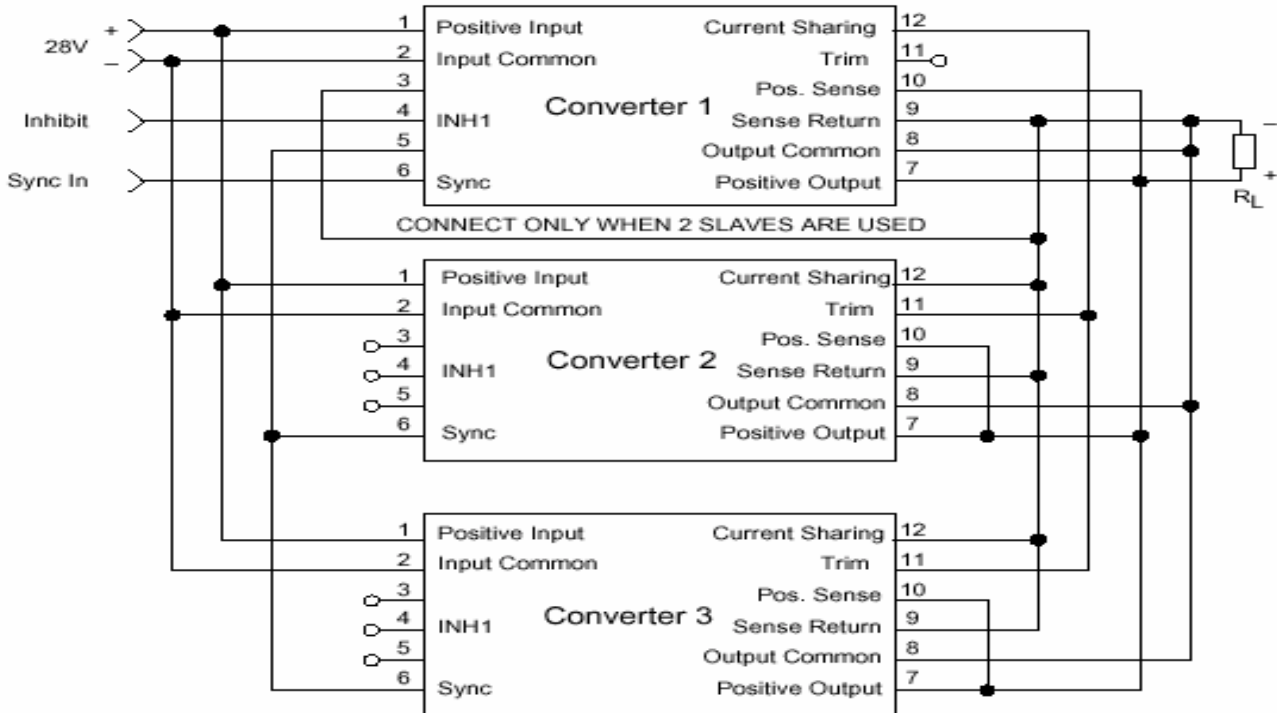 28V
+
–
Inhibit
Sync In
1 Positive Input Current Sharing 12
2 Input Common Trim 11
3 Pos. Sense 10
Converter 1
4 INH1 Sense Return 9
5 Output Common 8
6 Sync Positive Output 7
–
+
RL
CONNECT ONLY WHEN 2 SLAVES ARE USED
1 Positive Input Current Sharing 12
2 Input Common Trim 11
3 Pos. Sense 10
Converter 2
4 INH1 Sense Return 9
5 Output Common 8
6 Sync Positive Output 7
1 Positive Input Current Sharing 12
2 Input Common Trim 11
3 Pos. Sense 10
Converter 3
4 INH1 Sense Return 9
5 Output Common 8
6 Sync Positive Output 7